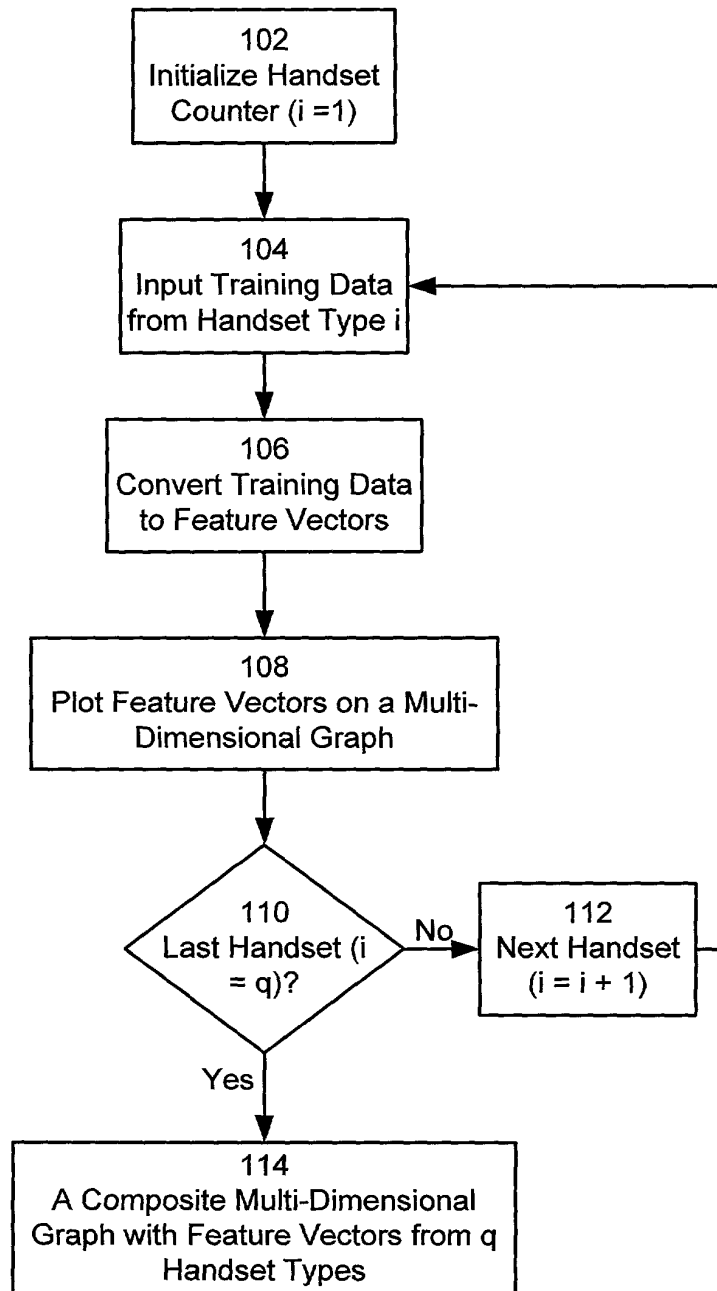 102
Initialize Handset
Counter (i =1)
104
Input Training Data
from Handset Type i
106
Convert Training Data
to Feature Vectors
108
Plot Feature Vectors on a Multi-
Dimensional Graph
110
Last Handset (i
= q)?
No
112
Next Handset
(i = i + 1)
Yes
114
A Composite Multi-Dimensional
Graph with Feature Vectors from q
Handset Types